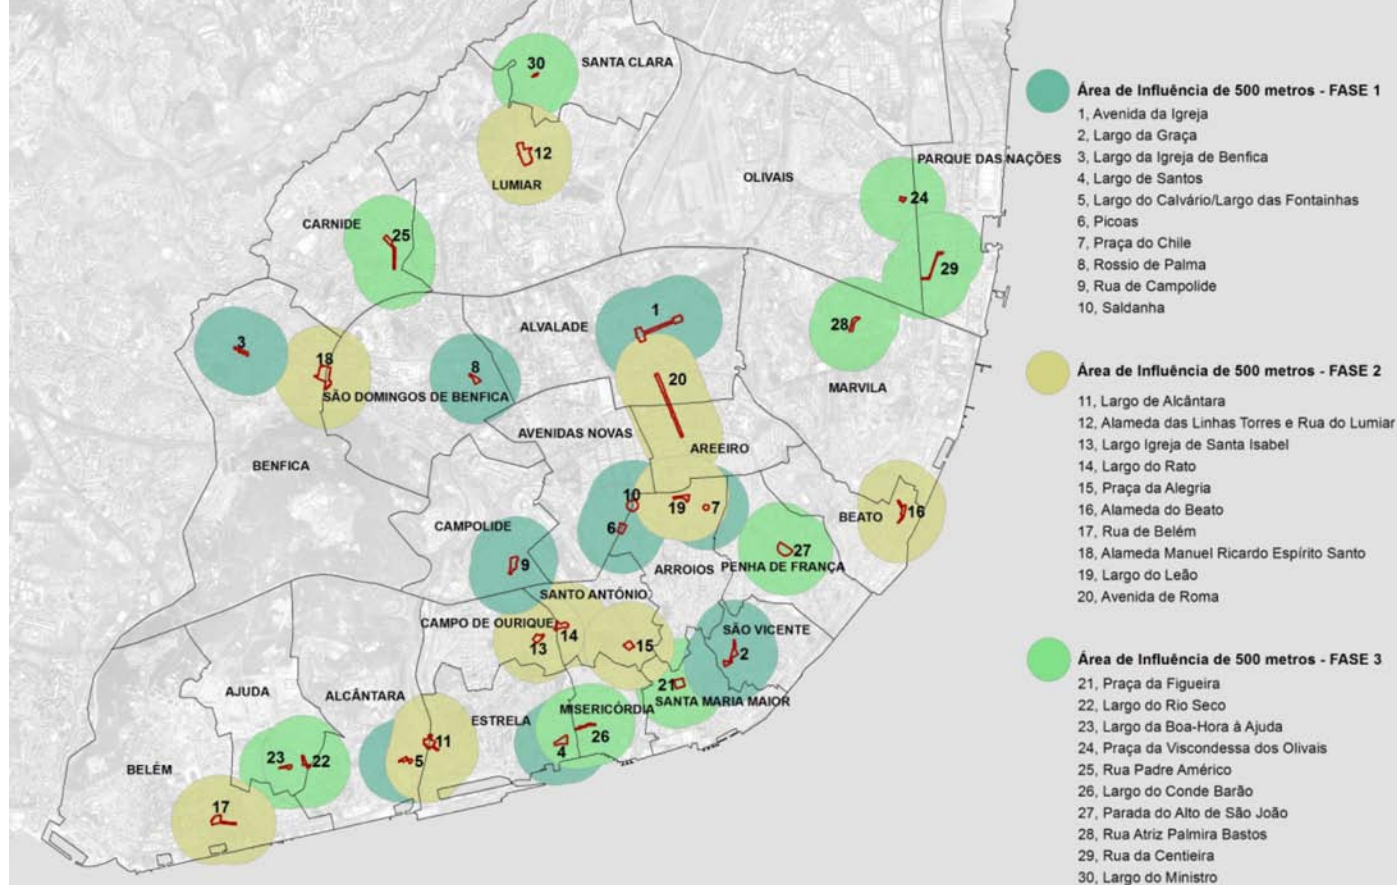 30
SANTA CLARA
12
LUMIAR
OLIVAIS
PARQUE DAS NAÇÕES
24
CARNIDE
25
29
1
ALVALADE
28
3
18
8
20
SÃO DOMINGOS DE BENFICA
MARVILA
AVENIDAS NOVAS
AREEIRO
BENFICA
10
19
7
6
CAMPOLIDE
BEATO
16
27
9
ARROIOS
PENHA DE FRANÇA
SANTO ANTÓNIO
CAMPO DE OURIQUE
14
13
15
SÃO VICENTE
2
21
AJUDA
ALCÂNTARA
ESTRELA
MISERICÓRDIA
SANTA MARIA MAIOR
26
11
4
5
23
22
BELÉM
17
Área de Influência de 500 metros - FASE 1
1, Avenida da Igreja
2, Largo da Graça
3, Largo da Igreja de Benfica
4, Largo de Santos
5, Largo do Calvário/Largo das Fontainhas
6, Picoas
7, Praça do Chile
8, Rossio de Palma
9, Rua de Campolide
10, Saldanha
Área de Influência de 500 metros - FASE 2
11, Largo de Alcântara
12, Alameda das Linhas Torres e Rua do Lumiar
13, Largo Igreja de Santa Isabel
14, Largo do Rato
15, Praça da Alegria
16, Alameda do Beato
17, Rua de Belém
18, Alameda Manuel Ricardo Espírito Santo
19, Largo do Leão
20, Avenida de Roma
Área de Influência de 500 metros - FASE 3
21, Praça da Figueira
22, Largo do Rio Seco
23, Largo da Boa-Hora à Ajuda
24, Praça da Viscondessa dos Olivais
25, Rua Padre Américo
26, Largo do Conde Barão
27, Parada do Alto de São João
28, Rua Atriz Palmira Bastos
29, Rua da Centieira
30, Largo do Ministro